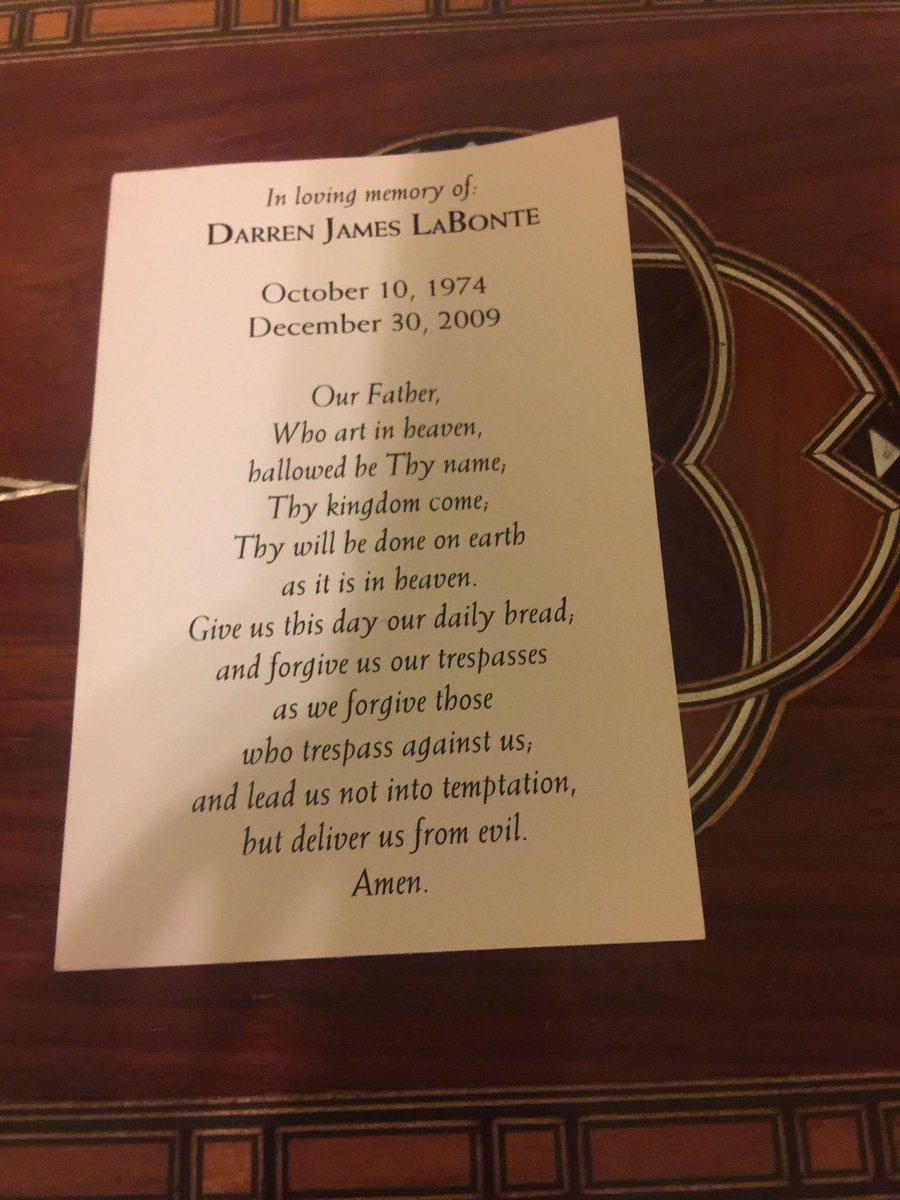 In loving memory of:
DARREN JAMES LABONTE
October 10, 1974
December 30, 2009
Our Father,
Who art in heaven,
hallowed be Thy name;
Thy kingdom come;
Thy will be done on earth
as it is in heaven.
Give us this day our daily bread;
and forgive us our trespasses
as we forgive those
who trespass against us;
and lead us not into temptation,
but deliver us from evil.
Amen.